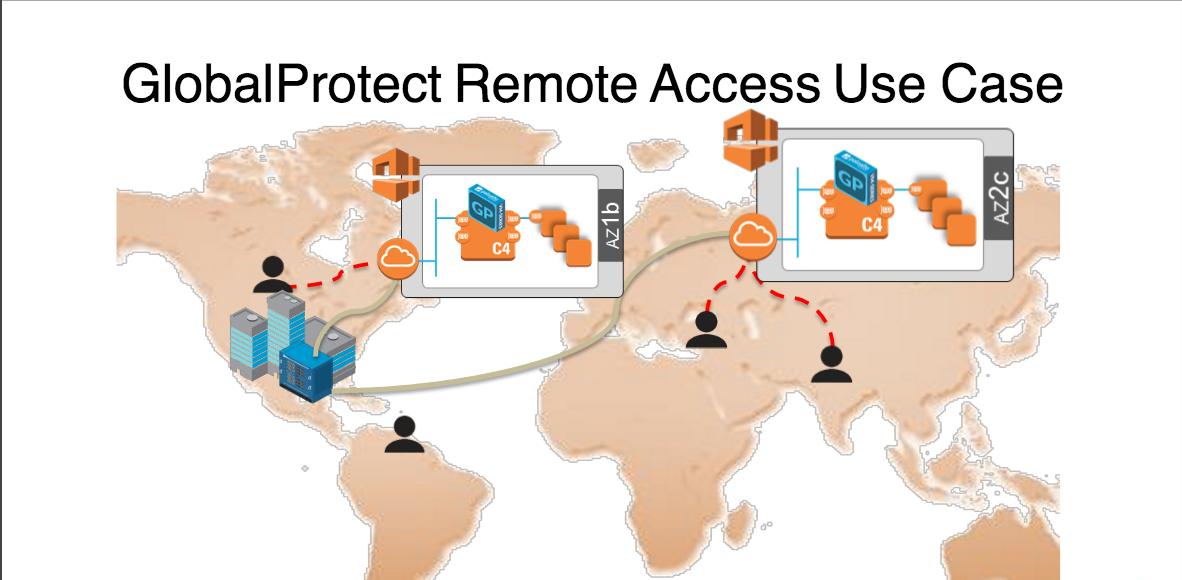 GlobalProtect Remote Access Use Case
GP
C4
AZ1b
GP
C4
AZ2c